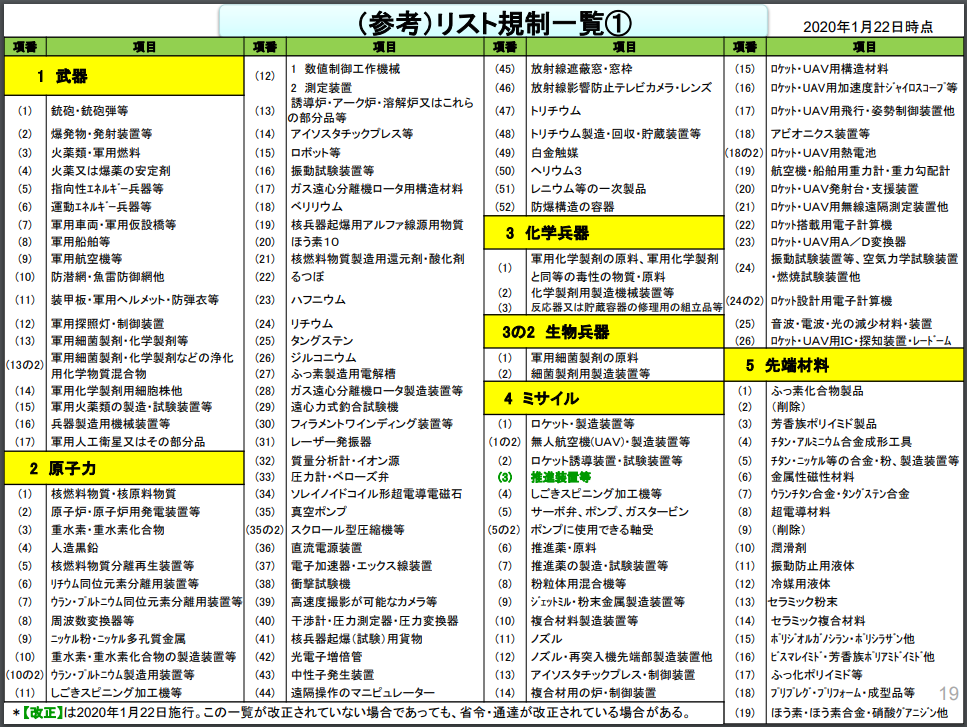 (参考)リスト規制一覧①
2020年1月22日時点
項番 項目
1 武器
(1) 銃砲・銃砲弾等
(2) 爆発物・発射装置等
(3) 火薬類・軍用燃料
(4) 火薬又は爆薬の安定剤
(5) 指向性ｴﾈﾙｷﾞｰ兵器等
(6) 運動ｴﾈﾙｷﾞｰ兵器等
(7) 軍用車両・軍用仮設橋等
(8) 軍用船舶等
(9) 軍用航空機等
(10) 防潜網・魚雷防御網他
(11) 装甲板・軍用ヘルメット・防弾衣等
(12) 軍用探照灯・制御装置
(13) 軍用細菌製剤・化学製剤等
(13の2) 軍用細菌製剤・化学製剤などの浄化
用化学物質混合物
(14) 軍用化学製剤用細胞株他
(15) 軍用火薬類の製造・試験装置等
(16) 兵器製造用機械装置等
(17) 軍用人工衛星又はその部分品
2 原子力
(1) 核燃料物質・核原料物質
(2) 原子炉・原子炉用発電装置等
(3) 重水素・重水素化合物
(4) 人造黒鉛
(5) 核燃料物質分離再生装置等
(6) ﾘﾁｳﾑ同位元素分離用装置等
(7) ｳﾗﾝ・ﾌﾟﾙﾄﾆｳﾑ同位元素分離用装置等
(8) 周波数変換器等
(9) ﾆｯｹﾙ粉・ﾆｯｹﾙ多孔質金属
(10) 重水素・重水素化合物の製造装置等
(10の2) ｳﾗﾝ・ﾌﾟﾙﾄﾆｳﾑ製造用装置等
(11) しごきスピニング加工機等
項番 項目
(12) 1 数値制御工作機械
2 測定装置
(13) 誘導炉・アーク炉・溶解炉又はこれら
の部分品等
(14) アイソスタチックプレス等
(15) ロボット等
(16) 振動試験装置等
(17) ガス遠心分離機ロータ用構造材料
(18) ベリリウム
(19) 核兵器起爆用アルファ線源用物質
(20) ほう素10
(21) 核燃料物質製造用還元剤・酸化剤
(22) るつぼ
(23) ハフニウム
(24) リチウム
(25) タングステン
(26) ジルコニウム
(27) ふっ素製造用電解槽
(28) ガス遠心分離機ロータ製造装置等
(29) 遠心力式釣合試験機
(30) フィラメントワインディング装置等
(31) レーザー発振器
(32) 質量分析計・イオン源
(33) 圧力計・ベローズ弁
(34) ソレイノイドコイル形超電導電磁石
(35) 真空ポンプ
(35の2) スクロール型圧縮機等
(36) 直流電源装置
(37) 電子加速器・エックス線装置
(38) 衝撃試験機
(39) 高速度撮影が可能なカメラ等
(40) 干渉計・圧力測定器・圧力変換器
(41) 核兵器起爆(試験)用貨物
(42) 光電子増倍管
(43) 中性子発生装置
(44) 遠隔操作のマニピュレーター
項番 項目
(45) 放射線遮蔽窓・窓枠
(46) 放射線影響防止テレビカメラ・レンズ
(47) トリチウム
(48) トリチウム製造・回収・貯蔵装置等
(49) 白金触媒
(50) ヘリウム3
(51) レニウム等の一次製品
(52) 防爆構造の容器
3 化学兵器
(1) 軍用化学製剤の原料、軍用化学製剤
と同等の毒性の物質・原料
(2) 化学製剤用製造機械装置等
(3) 反応器又は貯蔵容器の修理用の組立品等
3の2 生物兵器
(1) 軍用細菌製剤の原料
(2) 細菌製剤用製造装置等
4 ミサイル
(1) ロケット・製造装置等
(1の2) 無人航空機(UAV)・製造装置等
(2) ロケット誘導装置・試験装置等
(3) 推進装置等
(4) しごきスピニング加工機等
(5) サーボ弁、ポンプ、ガスタービン
(5の2) ポンプに使用できる軸受
(6) 推進薬・原料
(7) 推進薬の製造・試験装置等
(8) 粉粒体用混合機等
(9) ｼﾞｪｯﾄﾐﾙ・粉末金属製造装置等
(10) 複合材料製造装置等
(11) ノズル
(12) ノズル・再突入機先端部製造装置他
(13) アイソスタチックプレス・制御装置
(14) 複合材用の炉・制御装置
項番 項目
(15) ﾛｹｯﾄ・UAV用構造材料
(16) ﾛｹｯﾄ・UAV用加速度計ｼﾞｬｲﾛｽｺｰﾌﾟ等
(17) ﾛｹｯﾄ・UAV用飛行・姿勢制御装置他
(18) アビオニクス装置等
(18の2) ﾛｹｯﾄ・UAV用熱電池
(19) 航空機・船舶用重力計・重力勾配計
(20) ﾛｹｯﾄ・UAV発射台・支援装置
(21) ﾛｹｯﾄ・UAV用無線遠隔測定装置他
(22) ﾛｹｯﾄ搭載用電子計算機
(23) ﾛｹｯﾄ・UAV用A／D変換器
(24) 振動試験装置等、空気力学試験装置
・燃焼試験装置他
(24の2) ﾛｹｯﾄ設計用電子計算機
(25) 音波・電波・光の減少材料・装置
(26) ﾛｹｯﾄ・UAV用IC・探知装置・ﾚｰﾄﾞｰﾑ
5 先端材料
(1) ふっ素化合物製品
(2) (削除)
(3) 芳香族ポリイミド製品
(4) ﾁﾀﾝ・ｱﾙﾐﾆｳﾑ合金成形工具
(5) ﾁﾀﾝ・ﾆｯｹﾙ等の合金・粉、製造装置等
(6) 金属性磁性材料
(7) ｳﾗﾝﾁﾀﾝ合金・ﾀﾝｸﾞｽﾃﾝ合金
(8) 超電導材料
(9) (削除)
(10) 潤滑剤
(11) 振動防止用液体
(12) 冷媒用液体
(13) セラミック粉末
(14) セラミック複合材料
(15) ﾎﾟﾘｼﾞｵﾙｶﾞﾉｼﾗﾝ・ﾎﾟﾘｼﾗｻﾞﾝ他
(16) ﾋﾞｽﾏﾚｲﾐﾄﾞ・芳香族ﾎﾟﾘｱﾐﾄﾞｲﾐﾄﾞ他
(17) ふっ化ポリイミド等
(18) ﾌﾟﾘﾌﾟﾚｸﾞ・ﾌﾟﾘﾌｫｰﾑ・成型品等
(19) ほう素・ほう素合金・硝酸ｸﾞｱﾆｼﾞﾝ他
＊【改正】は2020年1月22日施行。この一覧が改正されていない場合であっても、省令・通達が改正されている場合がある。
19